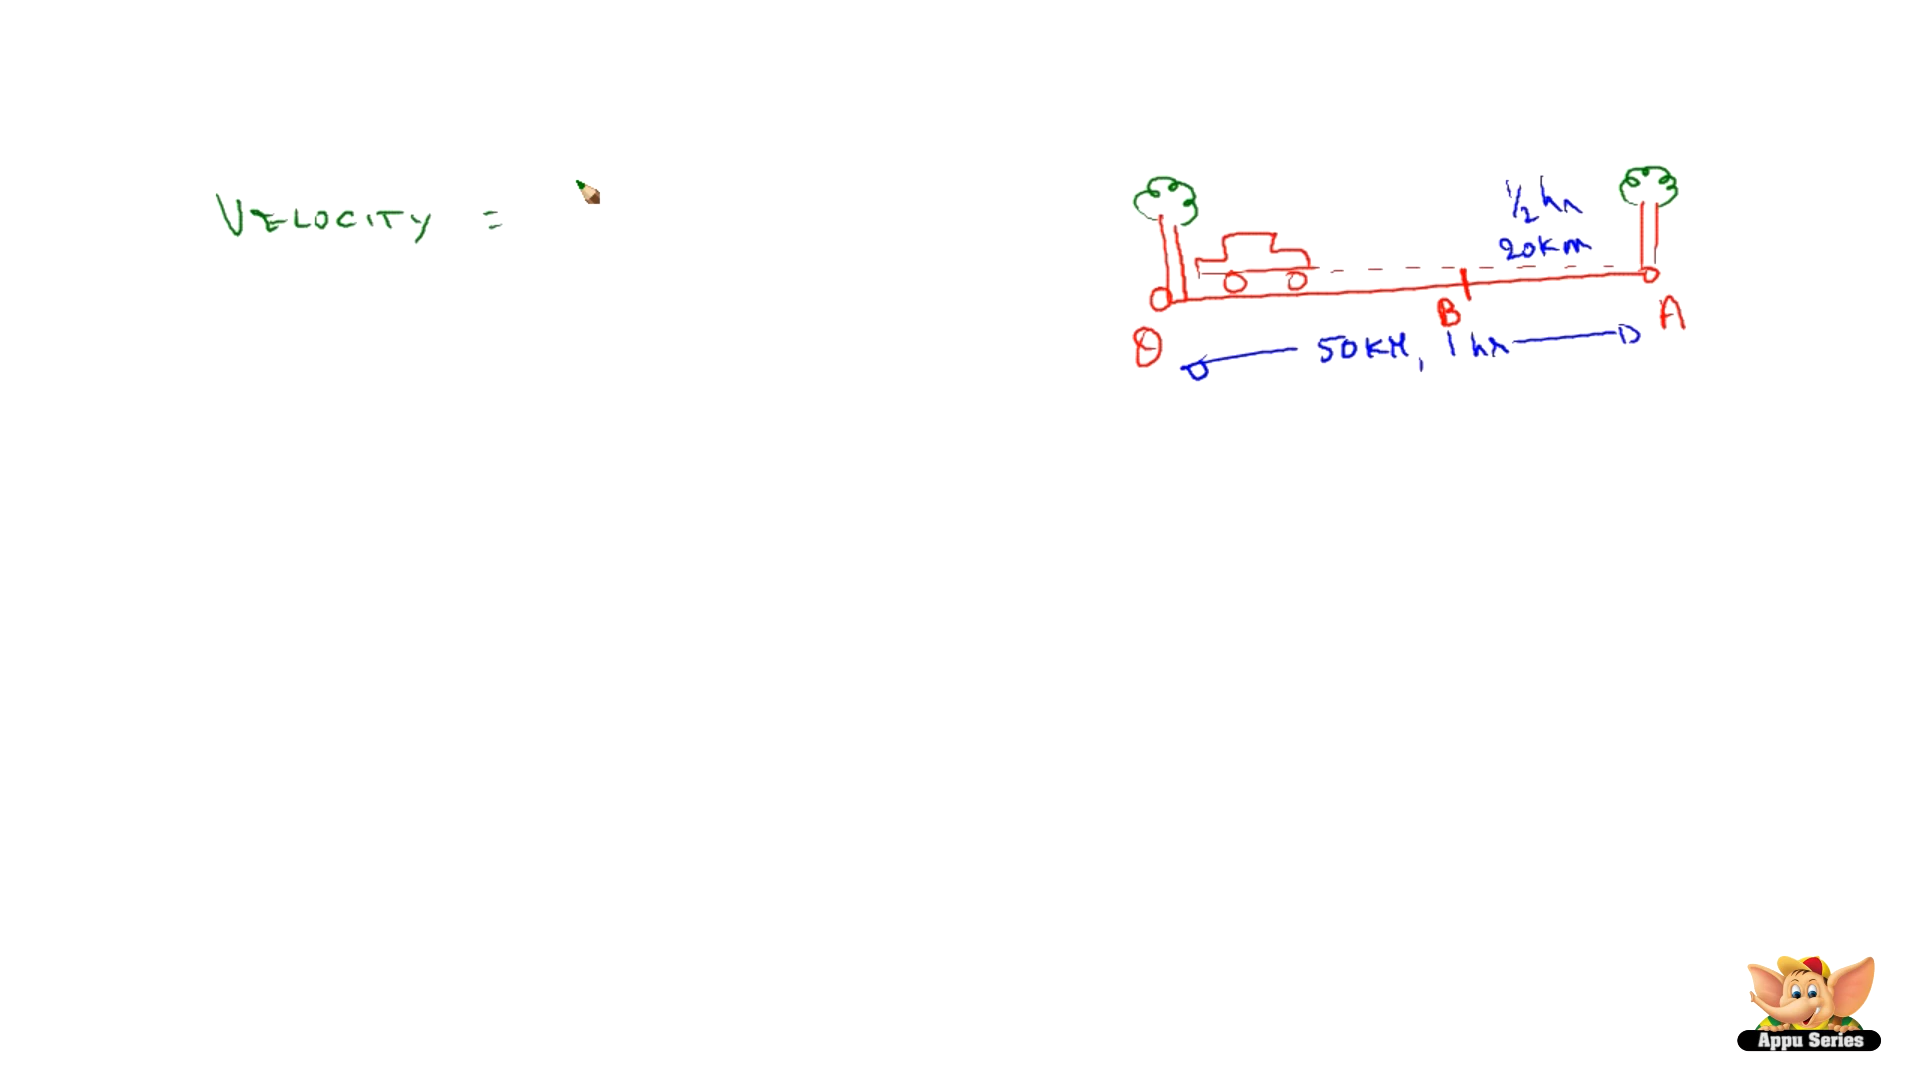 VELOCITY =
1/2 hr
20Km
B
A
O
50KM, 1 hr
Appu Series